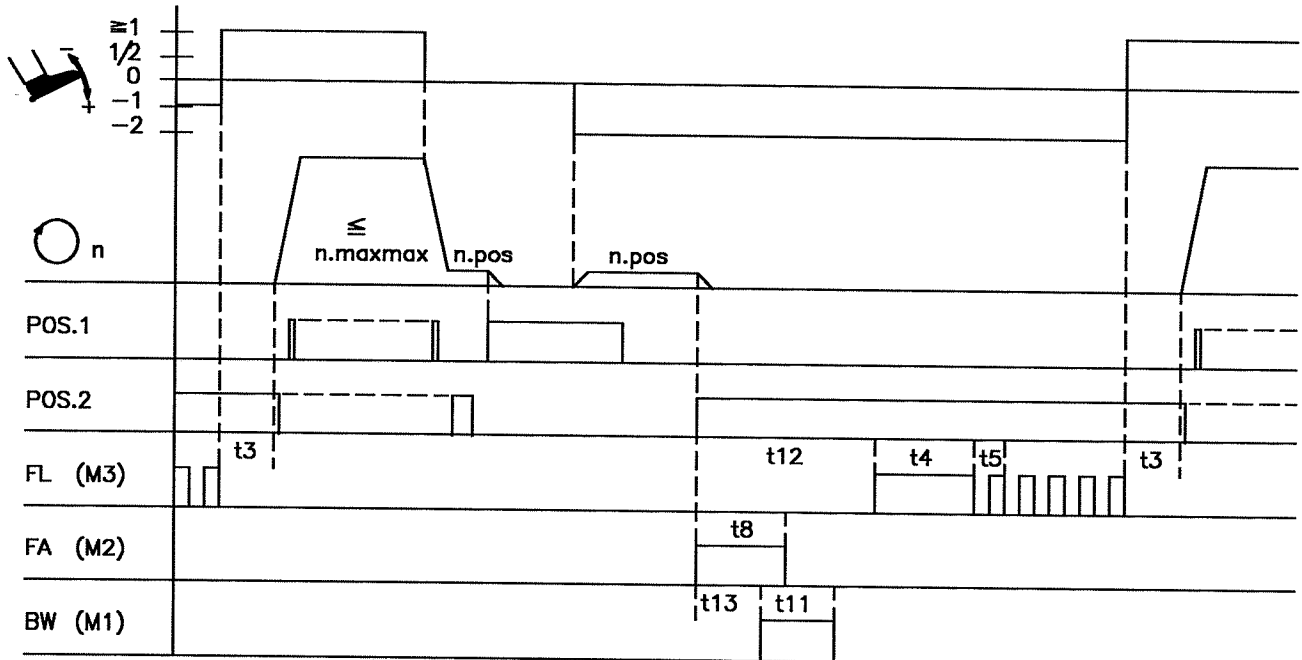 ≧1
1/2
0
−1
−2
−
+
n
≦
n.maxmax
n.pos
n.pos
POS.1
POS.2
t3
t12
t4
t5
t3
FL (M3)
t8
FA (M2)
t13
t11
BW (M1)